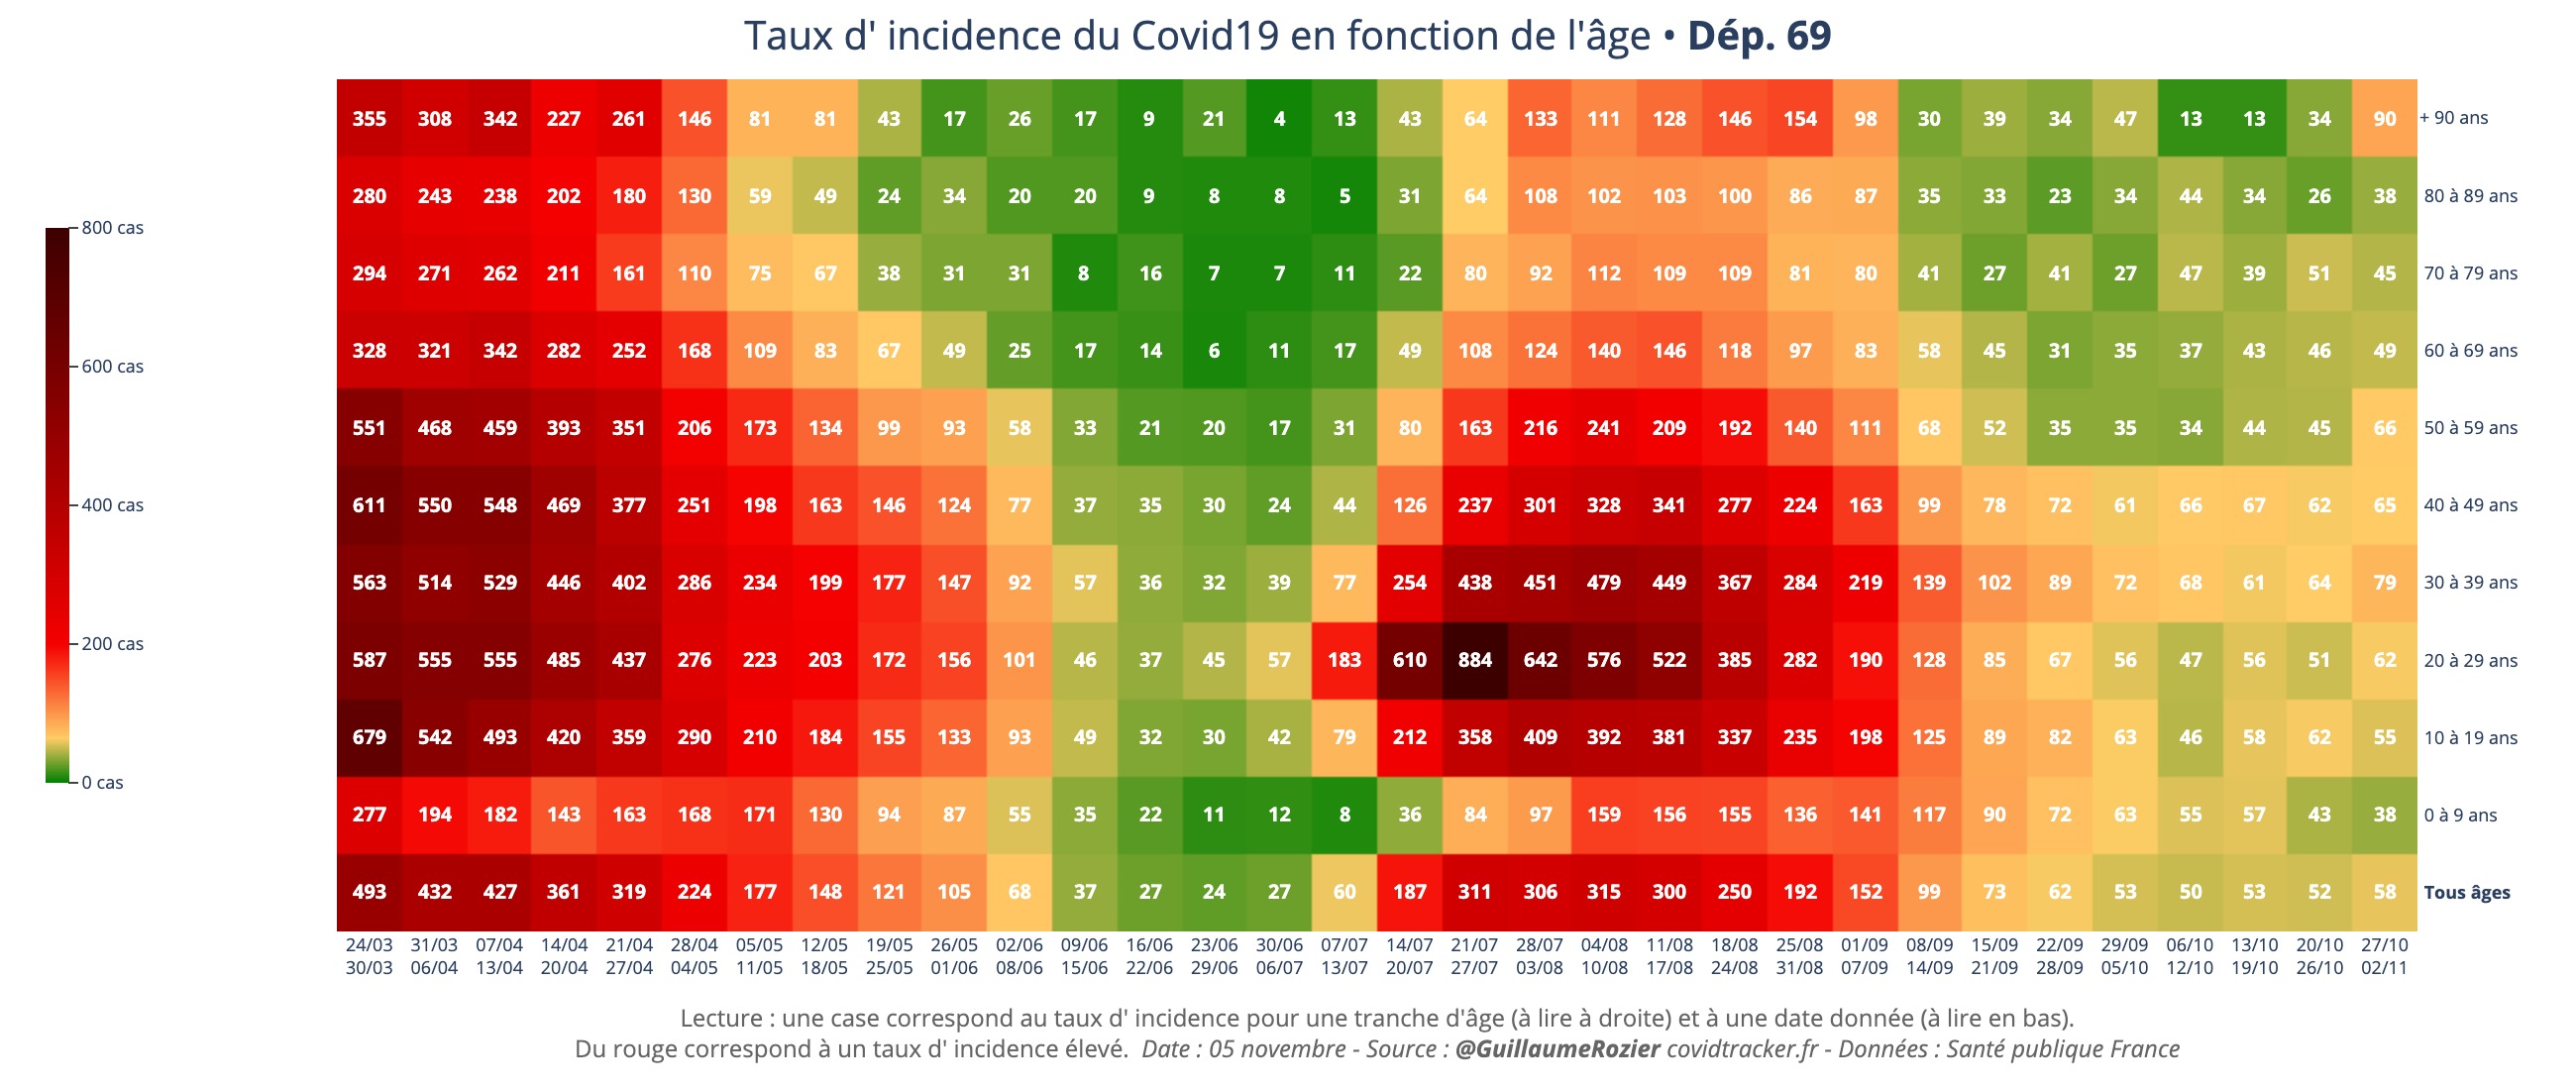 Taux d' incidence du Covid19 en fonction de l'âge • Dép. 69
355 308 342 227 261 146 81 81 43 17 26 17 9 21 4 13 43 64 133 111 128 146 154 98 30 39 34 47 13 13 34 90 + 90 ans
280 243 238 202 180 130 59 49 24 34 20 20 9 8 8 5 31 64 108 102 103 100 86 87 35 33 23 34 44 34 26 38 80 à 89 ans
800 cas
294 271 262 211 161 110 75 67 38 31 31 8 16 7 7 11 22 80 92 112 109 109 81 80 41 27 41 27 47 39 51 45 70 à 79 ans
328 321 342 282 252 168 109 83 67 49 25 17 14 6 11 17 49 108 124 140 146 118 97 83 58 45 31 35 37 43 46 49 60 à 69 ans
600 cas
551 468 459 393 351 206 173 134 99 93 58 33 21 20 17 31 80 163 216 241 209 192 140 111 68 52 35 35 34 44 45 66 50 à 59 ans
400 cas
611 550 548 469 377 251 198 163 146 124 77 37 35 30 24 44 126 237 301 328 341 277 224 163 99 78 72 61 66 67 62 65 40 à 49 ans
563 514 529 446 402 286 234 199 177 147 92 57 36 32 39 77 254 438 451 479 449 367 284 219 139 102 89 72 68 61 64 79 30 à 39 ans
200 cas
587 555 555 485 437 276 223 203 172 156 101 46 37 45 57 183 610 884 642 576 522 385 282 190 128 85 67 56 47 56 51 62 20 à 29 ans
679 542 493 420 359 290 210 184 155 133 93 49 32 30 42 79 212 358 409 392 381 337 235 198 125 89 82 63 46 58 62 55 10 à 19 ans
0 cas
277 194 182 143 163 168 171 130 94 87 55 35 22 11 12 8 36 84 97 159 156 155 136 141 117 90 72 63 55 57 43 38 0 à 9 ans
493 432 427 361 319 224 177 148 121 105 68 37 27 24 27 60 187 311 306 315 300 250 192 152 99 73 62 53 50 53 52 58 Tous âges
24/03 31/03 07/04 14/04 21/04 28/04 05/05 12/05 19/05 26/05 02/06 09/06 16/06 23/06 30/06 07/07 14/07 21/07 28/07 04/08 11/08 18/08 25/08 01/09 08/09 15/09 22/09 29/09 06/10 13/10 20/10 27/10
30/03 06/04 13/04 20/04 27/04 04/05 11/05 18/05 25/05 01/06 08/06 15/06 22/06 29/06 06/07 13/07 20/07 27/07 03/08 10/08 17/08 24/08 31/08 07/09 14/09 21/09 28/09 05/10 12/10 19/10 26/10 02/11
Lecture : une case correspond au taux d' incidence pour une tranche d'âge (à lire à droite) et à une date donnée (à lire en bas).
Du rouge correspond à un taux d' incidence élevé. Date : 05 novembre - Source : @GuillaumeRozier covidtracker.fr - Données : Santé publique France